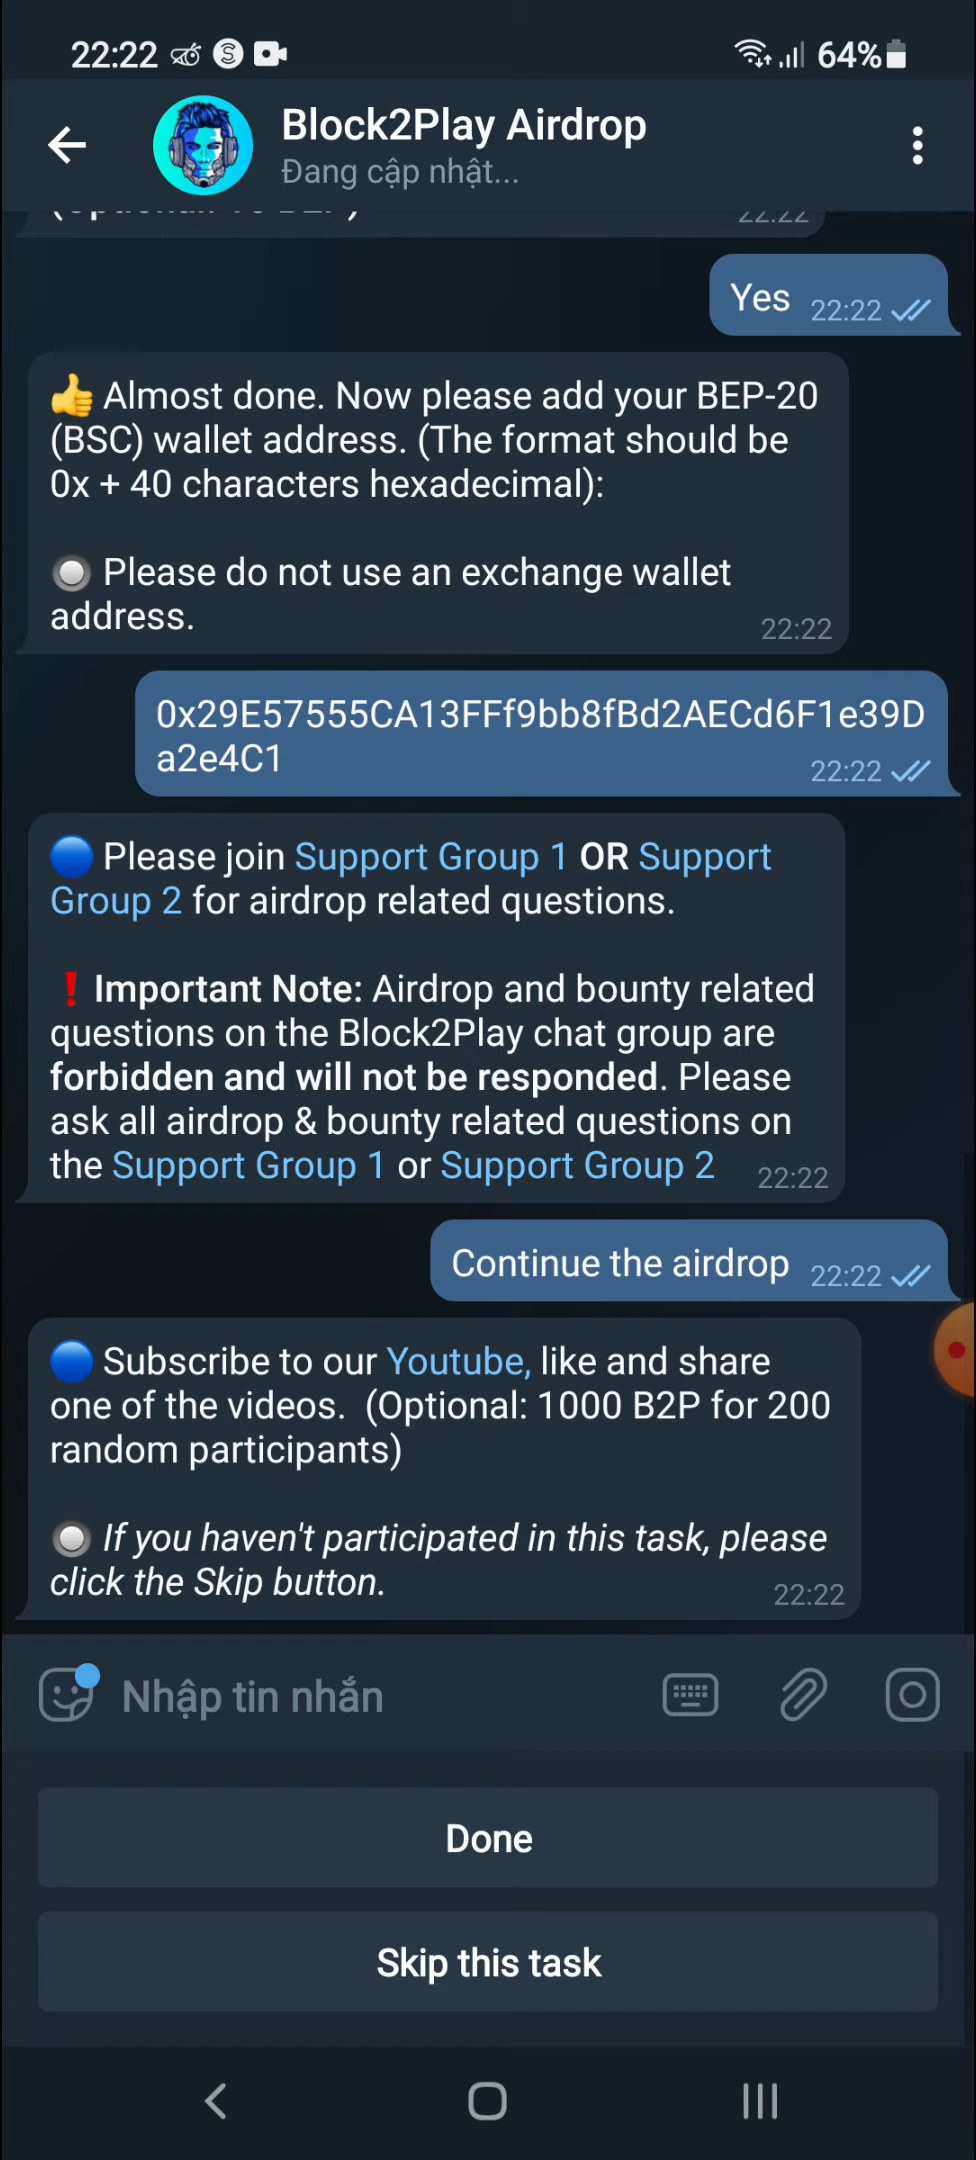 22:22
64%
Block2Play Airdrop
Đang cập nhật...
22:22
Yes 22:22
👍 Almost done. Now please add your BEP-20
(BSC) wallet address. (The format should be
0x + 40 characters hexadecimal):
🔘 Please do not use an exchange wallet
address.
22:22
0x29E57555CA13FFf9bb8fBd2AECd6F1e39D
a2e4C1
22:22
🔵 Please join Support Group 1 OR Support
Group 2 for airdrop related questions.
❗ Important Note: Airdrop and bounty related
questions on the Block2Play chat group are
forbidden and will not be responded. Please
ask all airdrop & bounty related questions on
the Support Group 1 or Support Group 2
22:22
Continue the airdrop 22:22
🔵 Subscribe to our Youtube, like and share
one of the videos. (Optional: 1000 B2P for 200
random participants)
🔘 If you haven't participated in this task, please
click the Skip button.
22:22
Nhập tin nhắn
Done
Skip this task